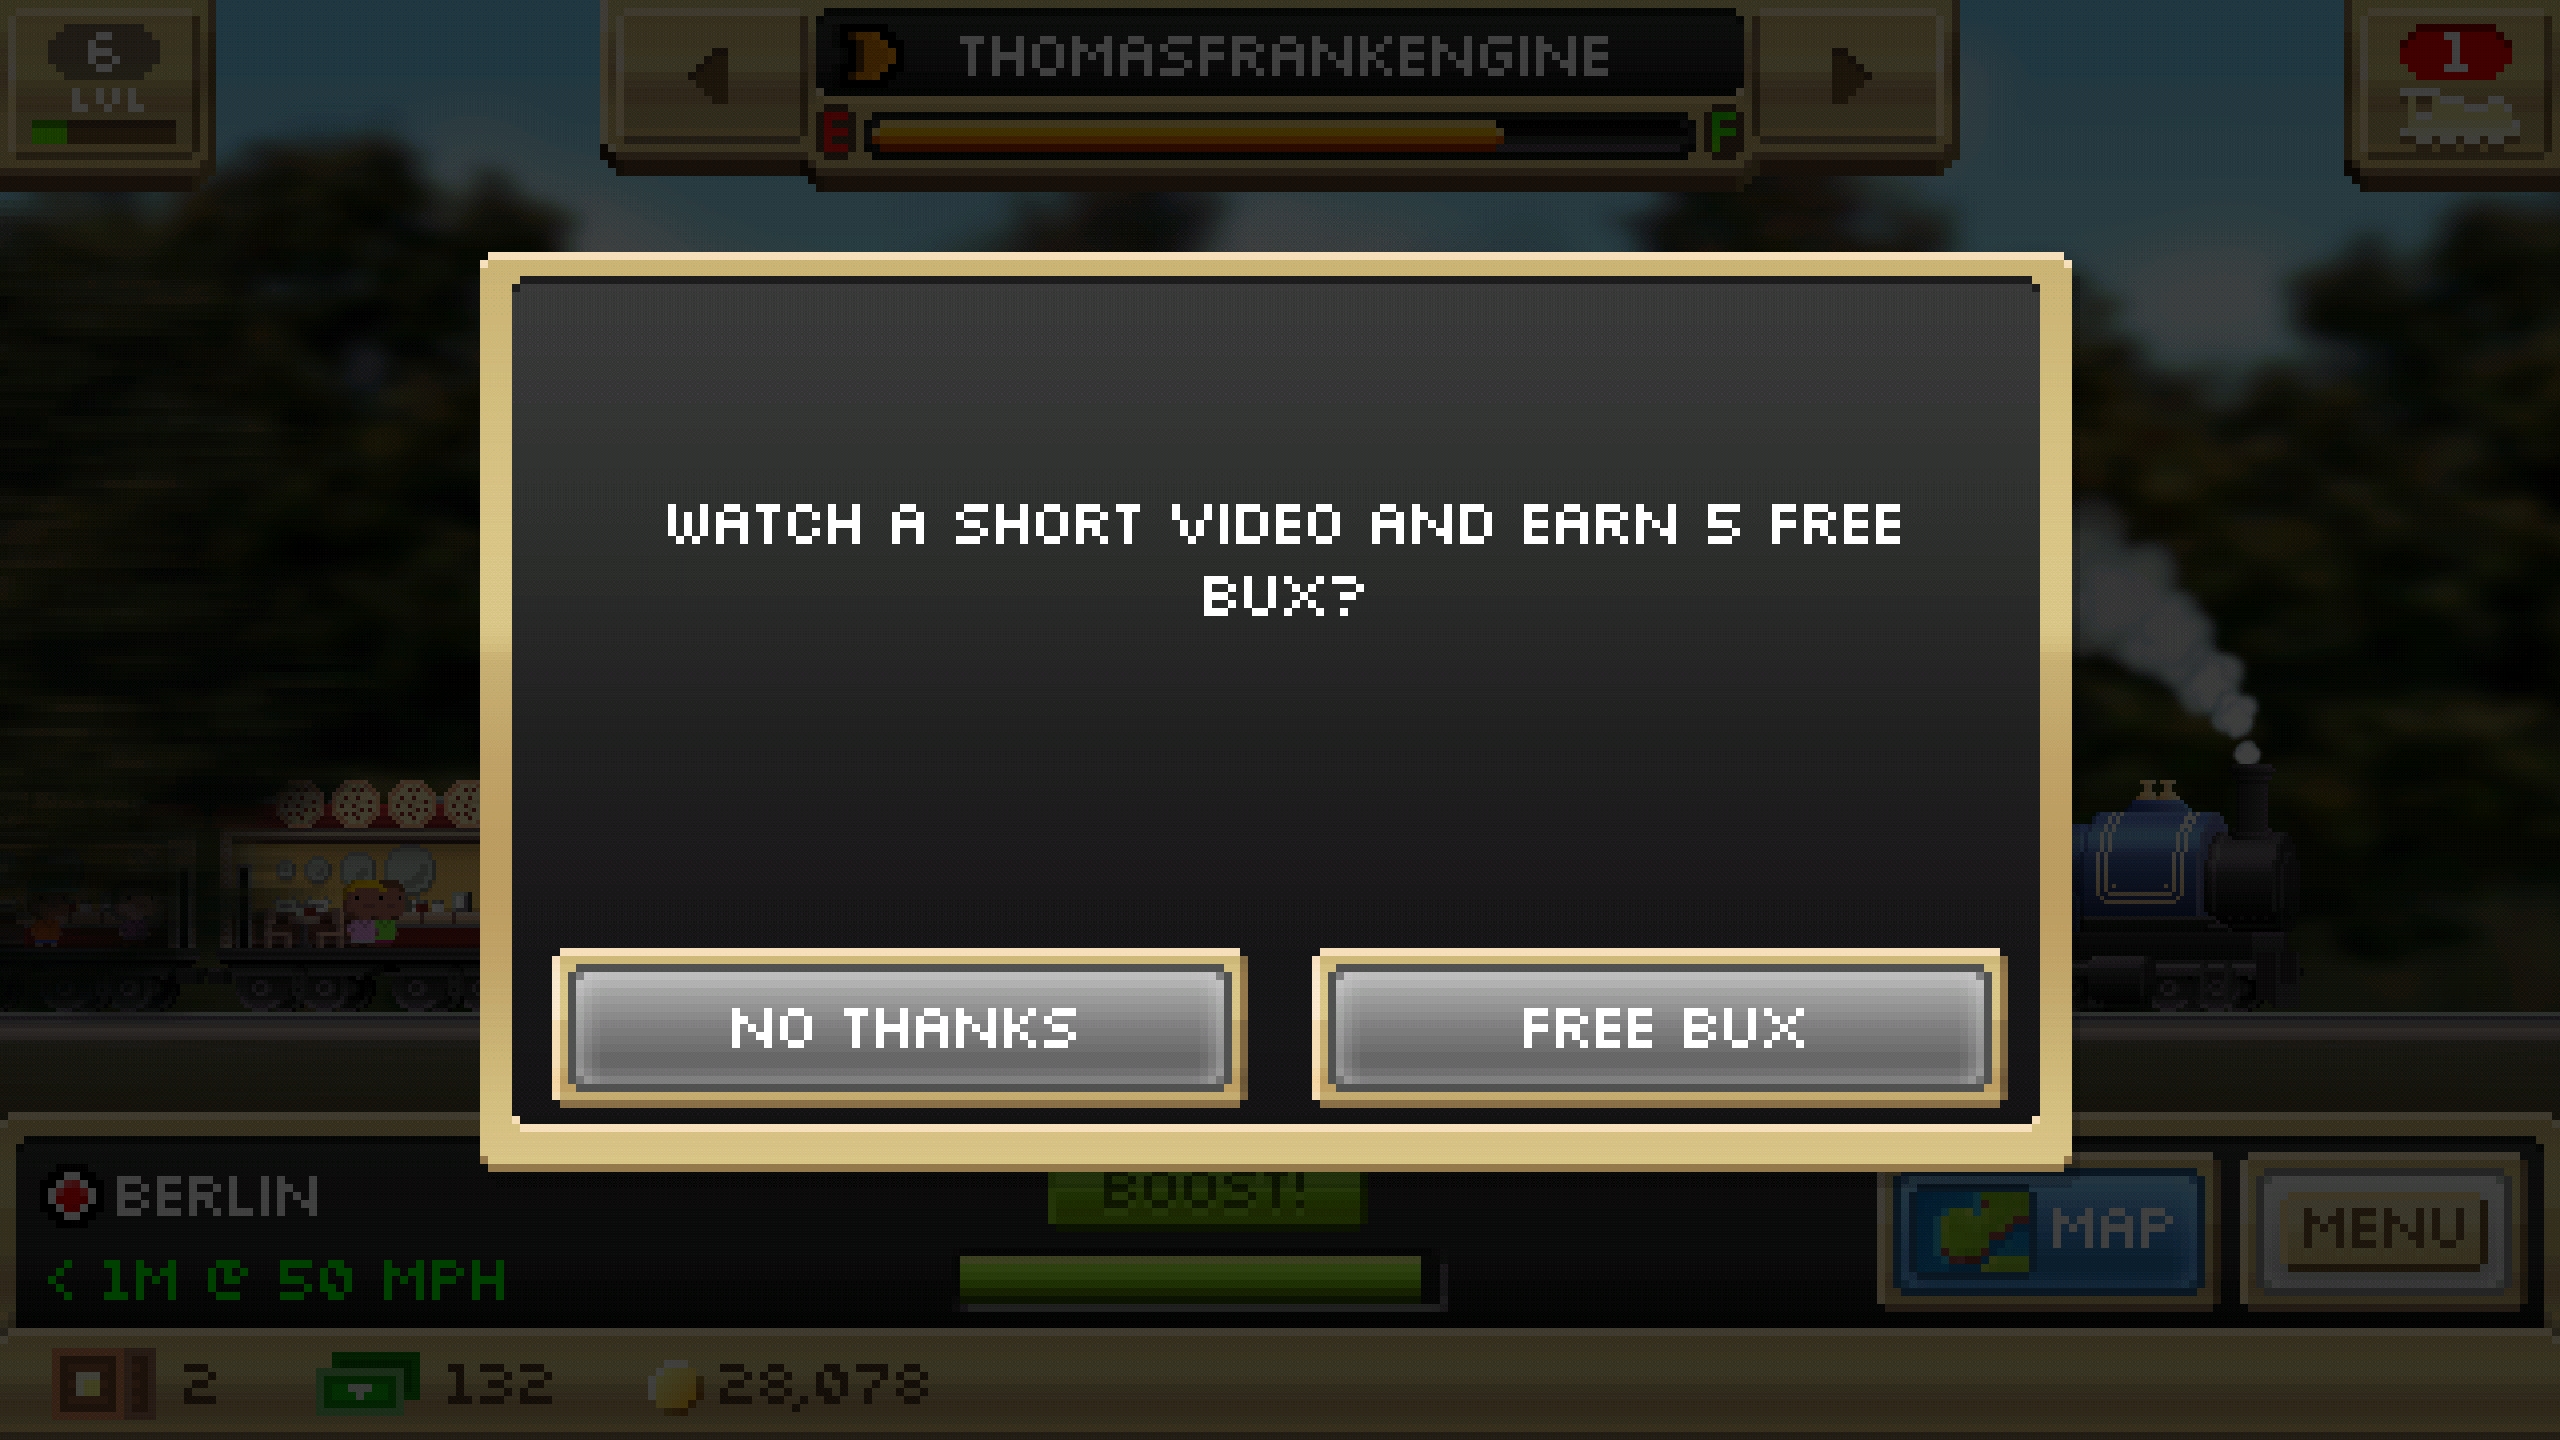 6
LVL
THOMASFRANKENGINE
E
F
1
WATCH A SHORT VIDEO AND EARN 5 FREE
BUX?
NO THANKS
FREE BUX
BERLIN
< 1M @ 50 MPH
BOOST!
MAP
MENU
2
132
28,078